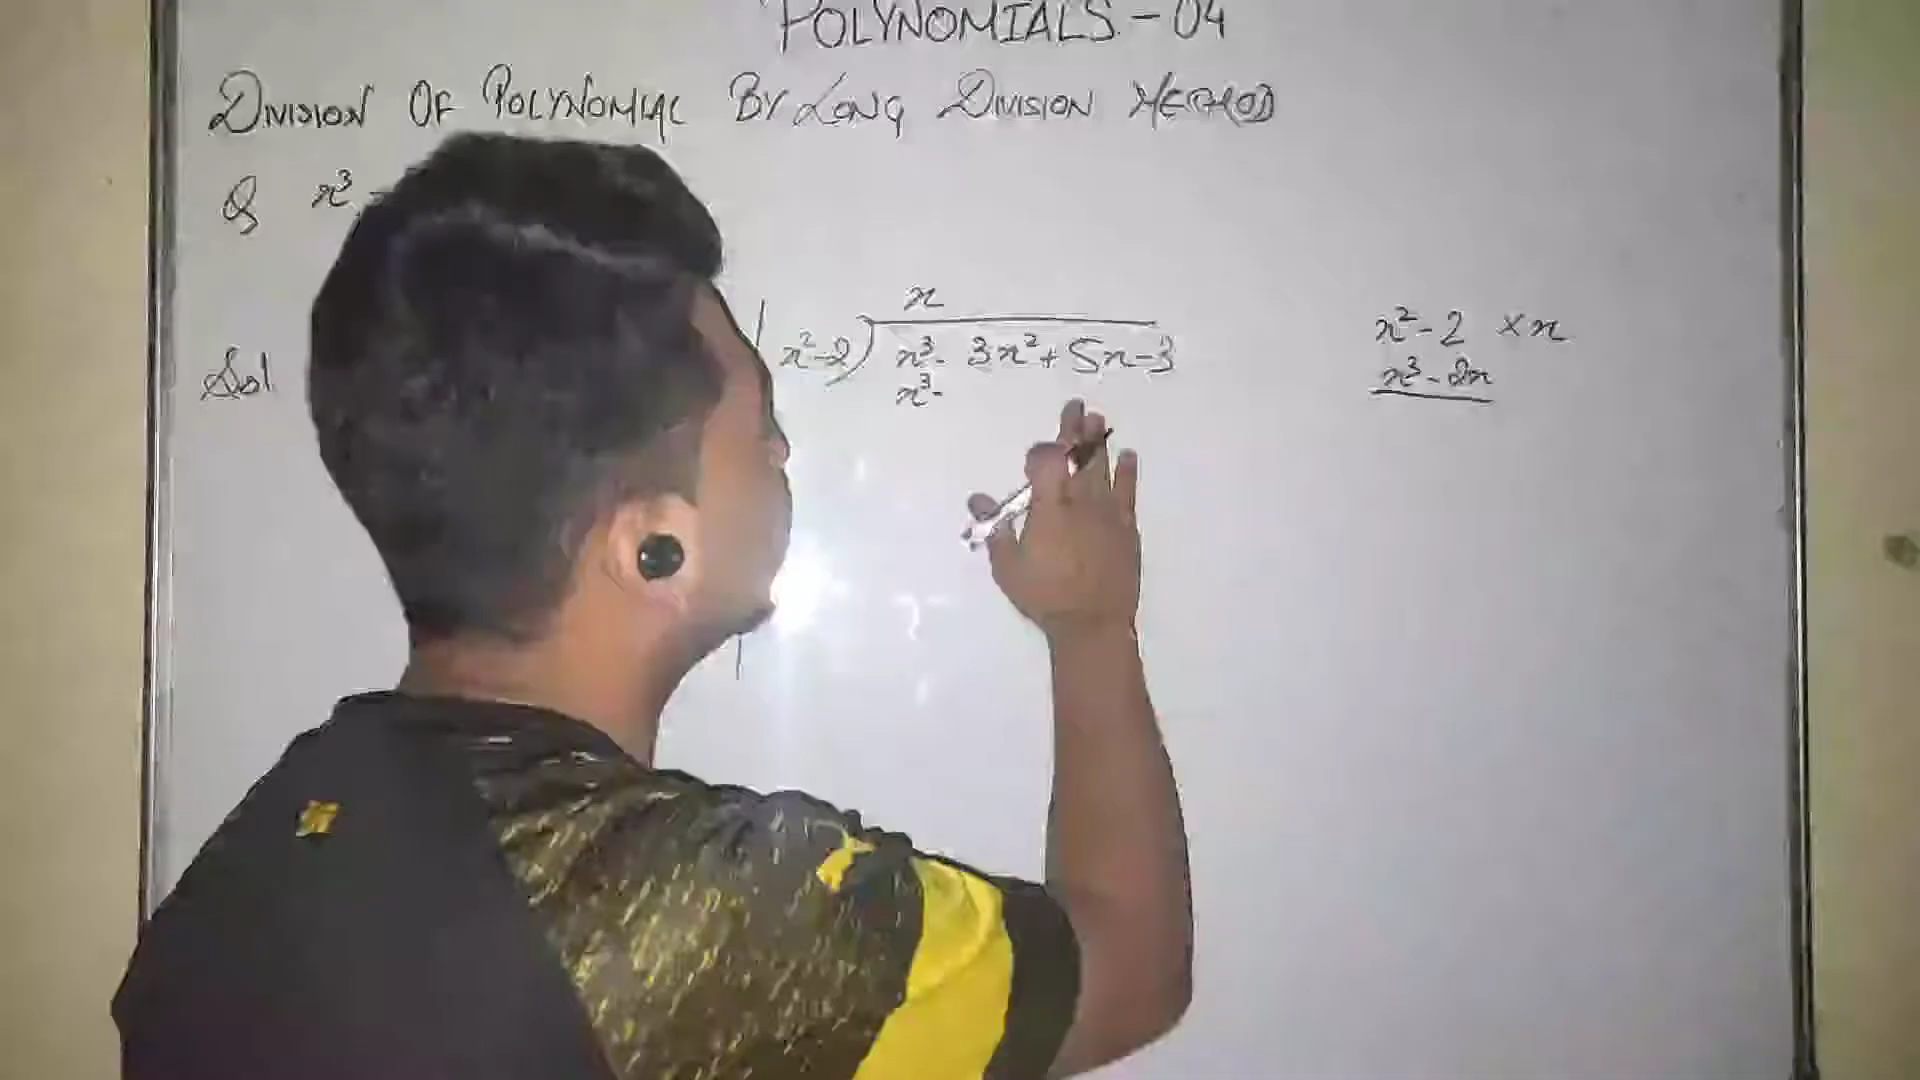 POLYNOMIALS - 04
DIVISION OF POLYNOMIAL BY LONG DIVISION METHOD
Q x³ -
x
Sol x²-2) x³- 3x²+ 5x-3
x³-
x²-2 ×x
x³-2x